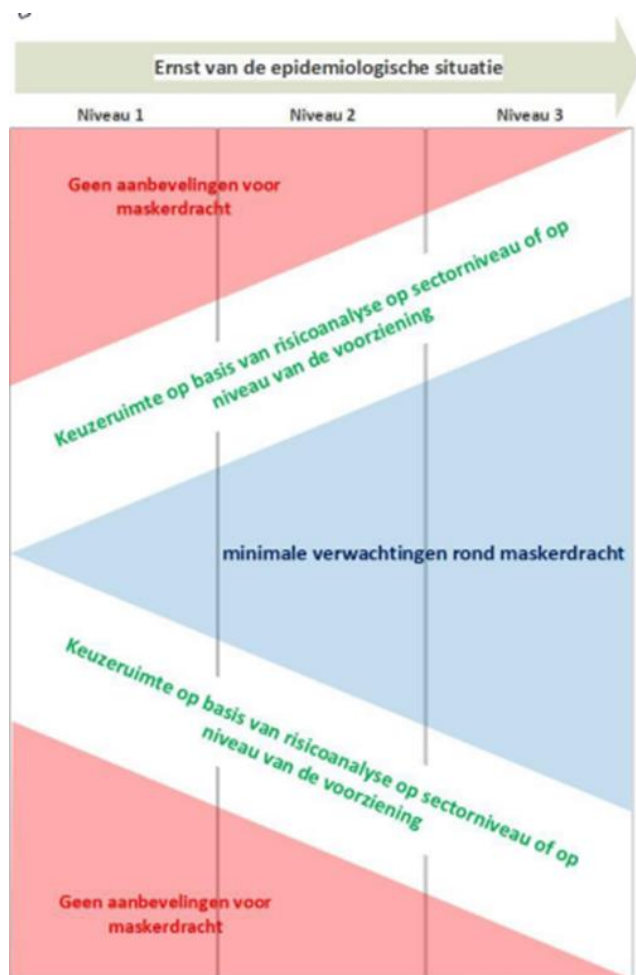 Ernst van de epidemiologische situatie
Niveau 1
Niveau 2
Niveau 3
Geen aanbevelingen voor
maskerdracht
Keuzeruimte op basis van risicoanalyse op sectorniveau of op
niveau van de voorziening
minimale verwachtingen rond maskerdracht
Keuzeruimte op basis van risicoanalyse op sectorniveau of op
niveau van de voorziening
Geen aanbevelingen voor
maskerdracht